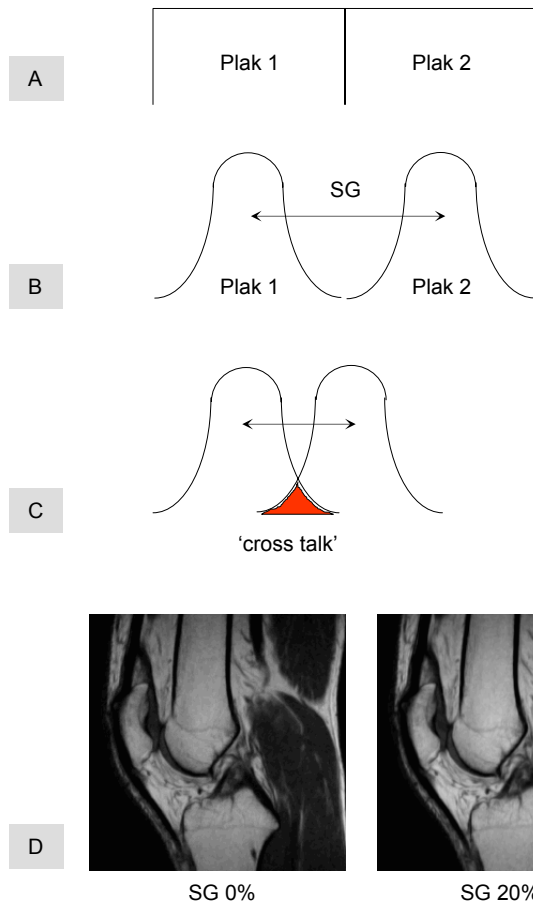 A
Plak 1 Plak 2
SG
B
Plak 1 Plak 2
C
'cross talk'
D
SG 0% SG 20%